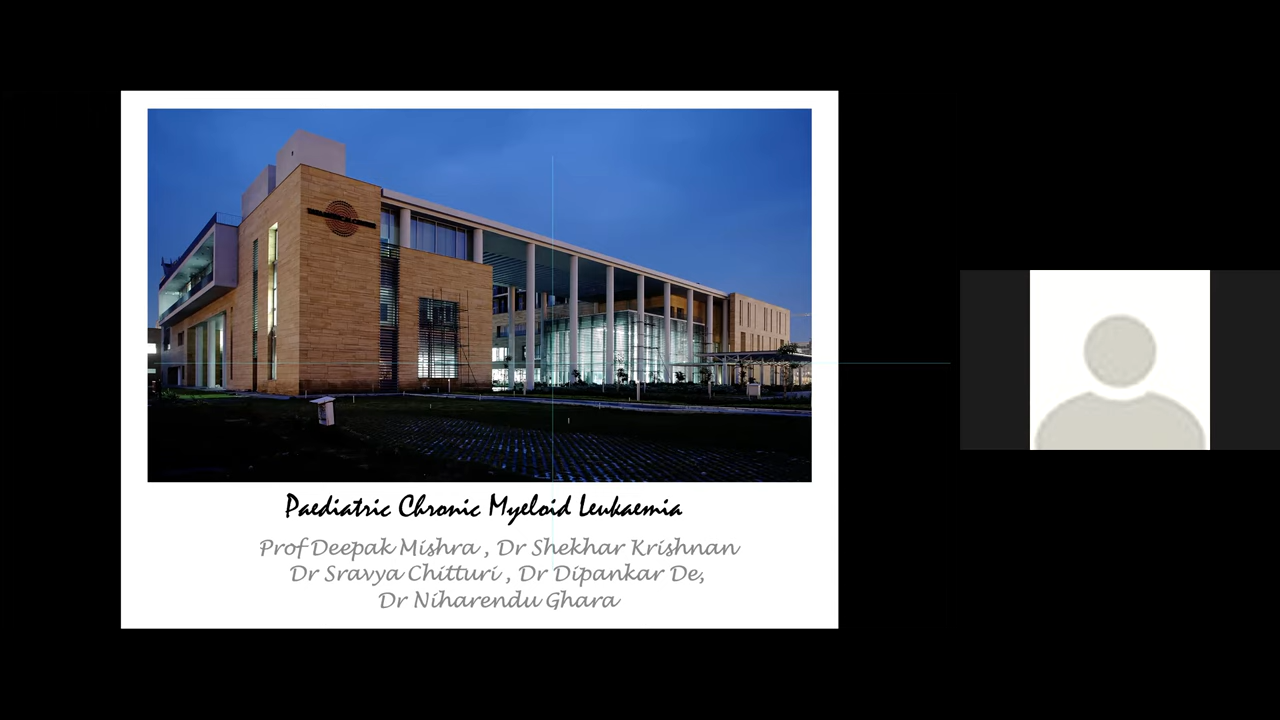 Paediatric Chronic Myeloid Leukaemia
Prof Deepak Mishra , Dr Shekhar Krishnan
Dr Sravya Chitturi , Dr Dipankar De,
Dr Niharendu Ghara